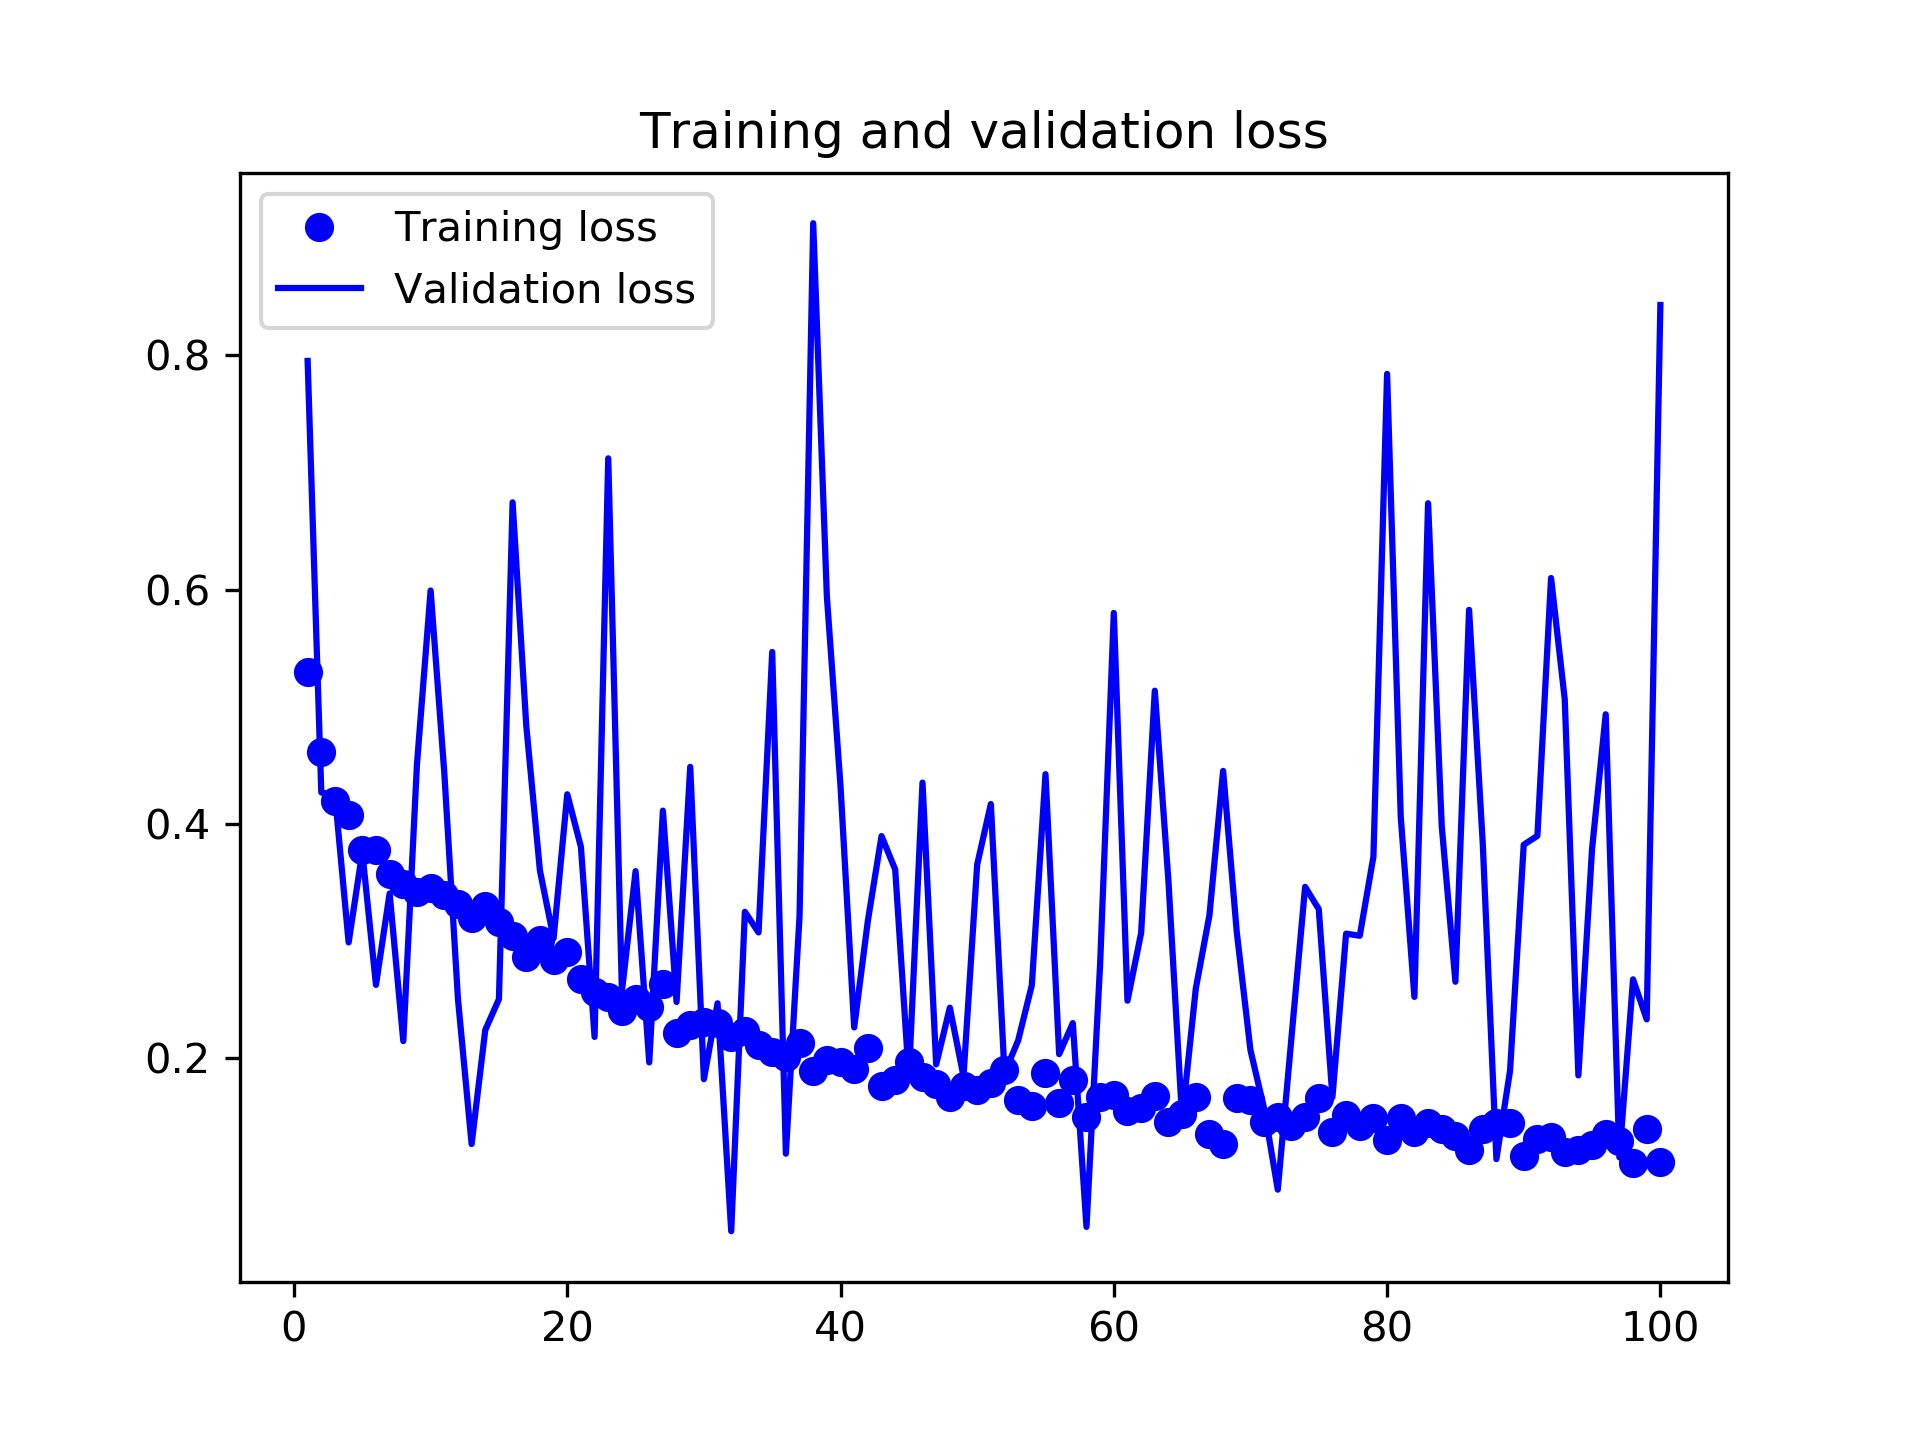 Training and validation loss
Training loss
Validation loss
0.8
0.6
0.4
0.2
0 20 40 60 80 100